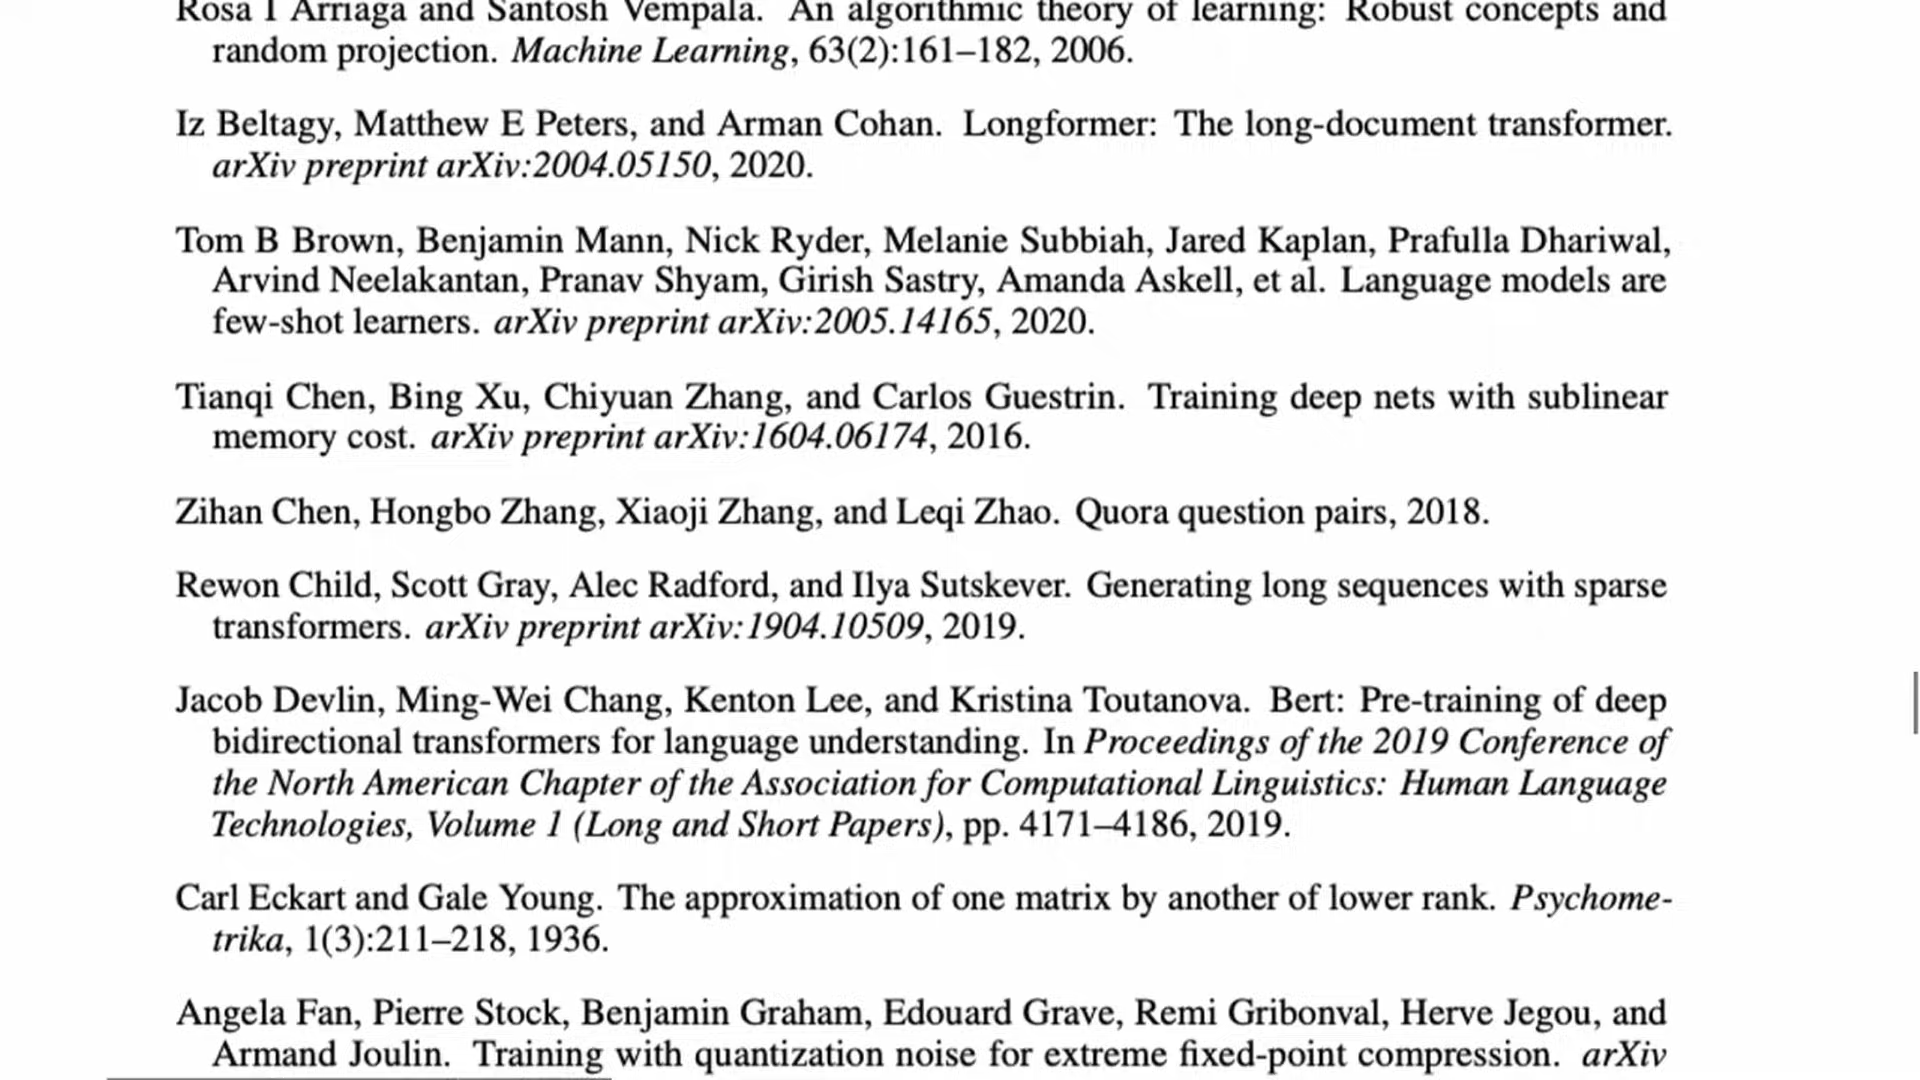 Rosa I Arriaga and Santosh Vempala. An algorithmic theory of learning: Robust concepts and
random projection. Machine Learning, 63(2):161–182, 2006.
Iz Beltagy, Matthew E Peters, and Arman Cohan. Longformer: The long-document transformer.
arXiv preprint arXiv:2004.05150, 2020.
Tom B Brown, Benjamin Mann, Nick Ryder, Melanie Subbiah, Jared Kaplan, Prafulla Dhariwal,
Arvind Neelakantan, Pranav Shyam, Girish Sastry, Amanda Askell, et al. Language models are
few-shot learners. arXiv preprint arXiv:2005.14165, 2020.
Tianqi Chen, Bing Xu, Chiyuan Zhang, and Carlos Guestrin. Training deep nets with sublinear
memory cost. arXiv preprint arXiv:1604.06174, 2016.
Zihan Chen, Hongbo Zhang, Xiaoji Zhang, and Leqi Zhao. Quora question pairs, 2018.
Rewon Child, Scott Gray, Alec Radford, and Ilya Sutskever. Generating long sequences with sparse
transformers. arXiv preprint arXiv:1904.10509, 2019.
Jacob Devlin, Ming-Wei Chang, Kenton Lee, and Kristina Toutanova. Bert: Pre-training of deep
bidirectional transformers for language understanding. In Proceedings of the 2019 Conference of
the North American Chapter of the Association for Computational Linguistics: Human Language
Technologies, Volume 1 (Long and Short Papers), pp. 4171–4186, 2019.
Carl Eckart and Gale Young. The approximation of one matrix by another of lower rank. Psychome-
trika, 1(3):211–218, 1936.
Angela Fan, Pierre Stock, Benjamin Graham, Edouard Grave, Remi Gribonval, Herve Jegou, and
Armand Joulin. Training with quantization noise for extreme fixed-point compression. arXiv